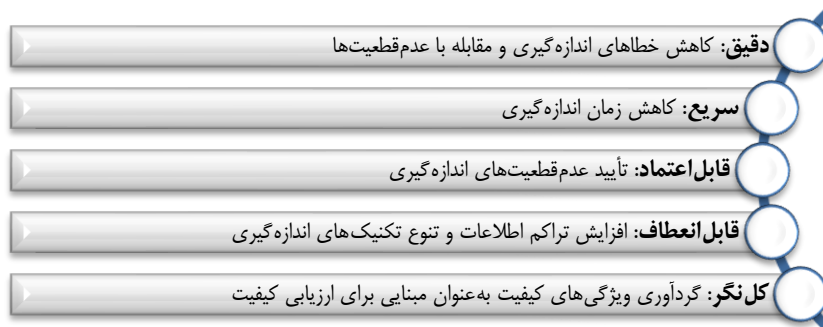 دقیق: کاهش خطاهای اندازه‌گیری و مقابله با عدم‌قطعیت‌ها
سریع: کاهش زمان اندازه‌گیری
قابل‌اعتماد: تأیید عدم‌قطعیت‌های اندازه‌گیری
قابل‌انعطاف: افزایش تراکم اطلاعات و تنوع تکنیک‌های اندازه‌گیری
کل‌نگر: گردآوری ویژگی‌های کیفیت به‌عنوان مبنایی برای ارزیابی کیفیت